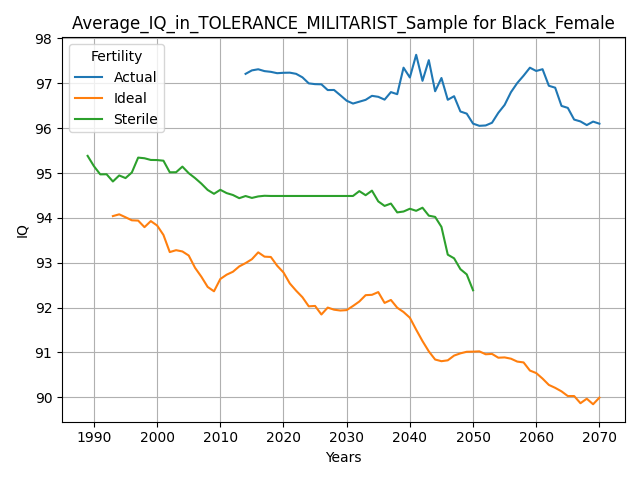 Average_IQ_in_TOLERANCE_MILITARIST_Sample for Black_Female
Fertility
Actual
Ideal
Sterile
98
97
96
95
94
93
92
91
90
IQ
1990 2000 2010 2020 2030 2040 2050 2060 2070
Years